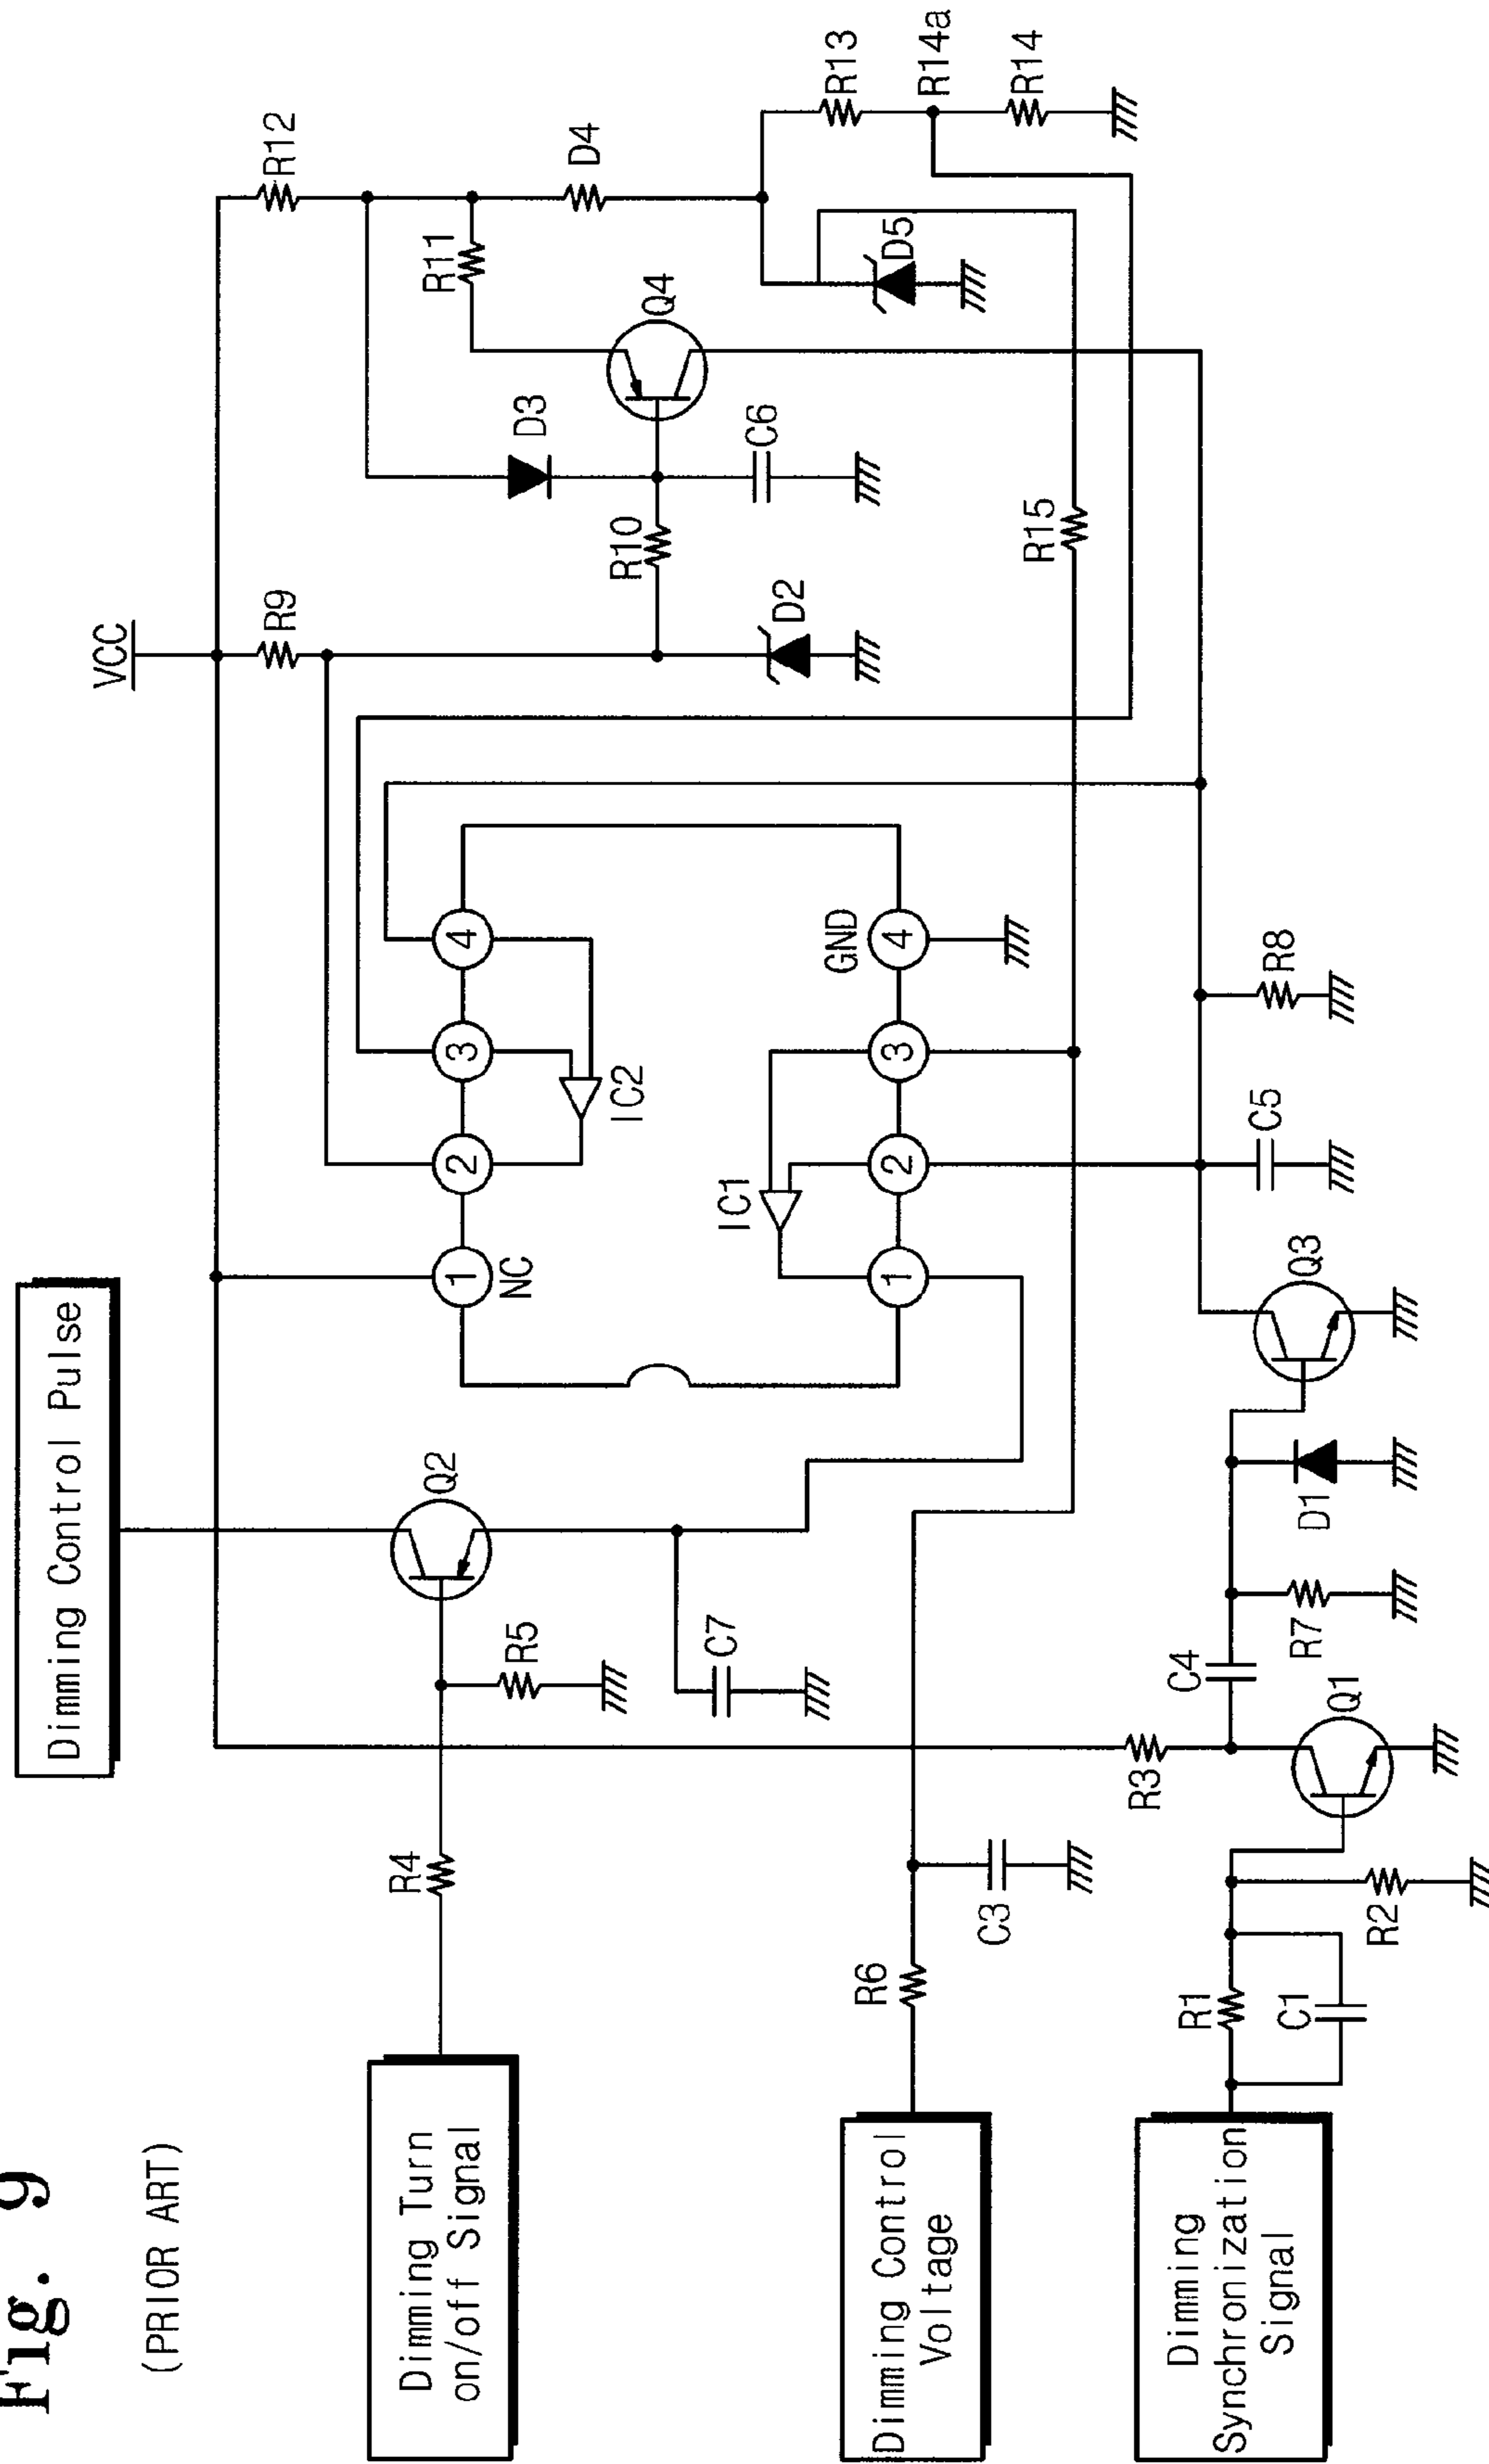 Fig. 9
(PRIOR ART)
Dimming Control Pulse
Dimming Turn
on/off Signal
Dimming Control
Voltage
Dimming
Synchronization
Signal
VCC
R12
R9
R11
D4
R13
R14a
R14
D5
Q4
D3
C6
R10
D2
R15
4
3
2
1
NC
IC2
GND
4
3
2
1
IC1
Q2
R4
R5
C7
R6
C3
R3
C4
R7
D1
Q3
C5
R8
Q1
R1
C1
R2